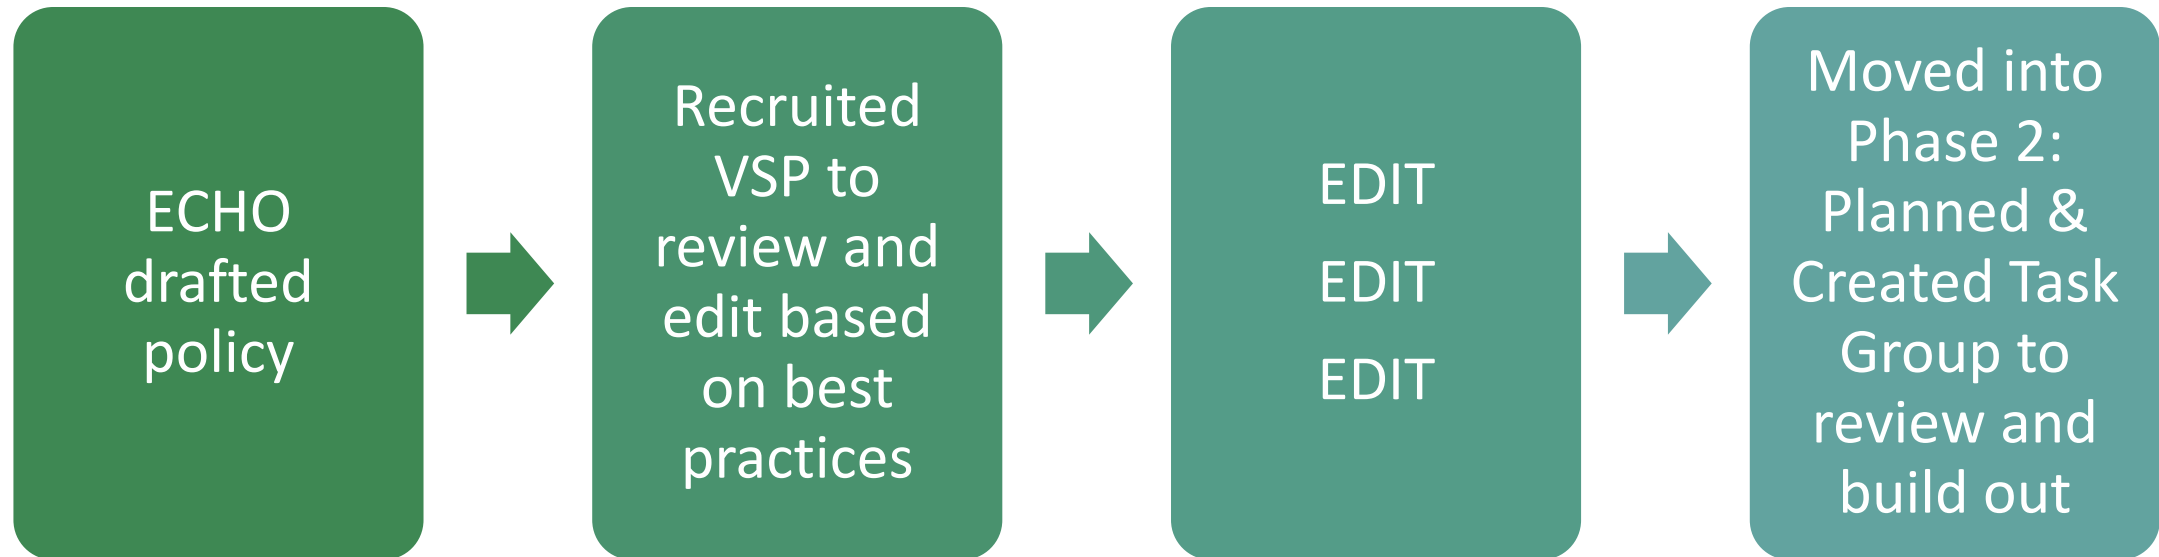 ECHO
drafted
policy
Recruited
VSP to
review and
edit based
on best
practices
EDIT
EDIT
EDIT
Moved into
Phase 2:
Planned &
Created Task
Group to
review and
build out